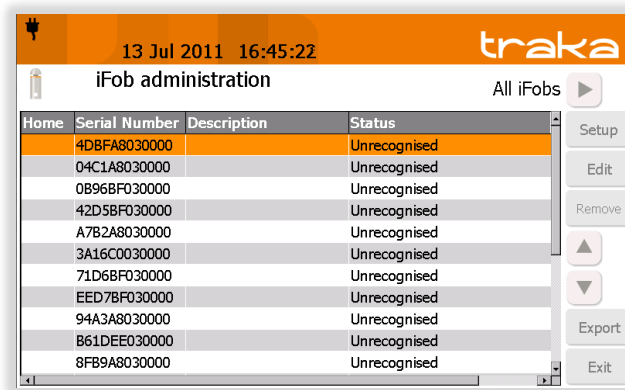 13 Jul 2011 16:45:22
traka
iFob administration
All iFobs
Home Serial Number Description Status
4DBFA8030000 Unrecognised
04C1A8030000 Unrecognised
0B96BF030000 Unrecognised
42D5BF030000 Unrecognised
A7B2A8030000 Unrecognised
3A16C0030000 Unrecognised
71D6BF030000 Unrecognised
EED7BF030000 Unrecognised
94A3A8030000 Unrecognised
B61DEE030000 Unrecognised
8FB9A8030000 Unrecognised
Setup
Edit
Remove
Export
Exit